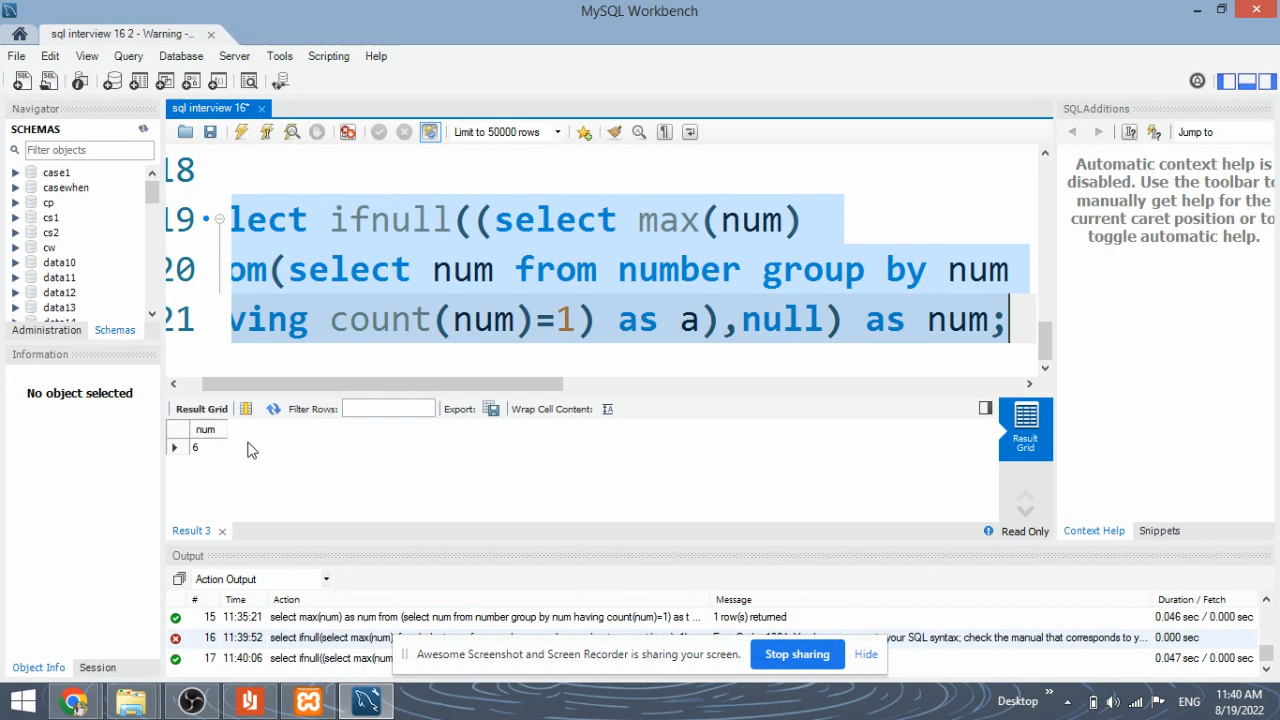 MySQL Workbench
sql interview 16 2 - Warning -...
File Edit View Query Database Server Tools Scripting Help
Navigator
SCHEMAS
Filter objects
case1
casewhen
cp
cs1
cs2
cw
data10
data11
data12
data13
Administration Schemas
Information
No object selected
Object Info Session
sql interview 16*
Limit to 50000 rows
18
19 lect ifnull((select max(num)
20 om(select num from number group by num
21 ving count(num)=1) as a),null) as num;
Result Grid Filter Rows: Export: Wrap Cell Content:
num
6
Result Grid
Result 3
Read Only
SQLAdditions
Jump to
Automatic context help is
disabled. Use the toolbar to
manually get help for the
current caret position or to
toggle automatic help.
Context Help Snippets
Output
Action Output
# Time Action Message Duration / Fetch
15 11:35:21 select max(num) as num from (select num from number group by num having count(num)=1) as t ... 1 row(s) returned 0.046 sec / 0.000 sec
16 11:39:52 select ifnull(select max(num) your SQL syntax; check the manual that corresponds to y... 0.000 sec
17 11:40:06 select ifnull((select max(num 0.047 sec / 0.000 sec
Awesome Screenshot and Screen Recorder is sharing your screen. Stop sharing Hide
Desktop
ENG
11:40 AM
8/19/2022